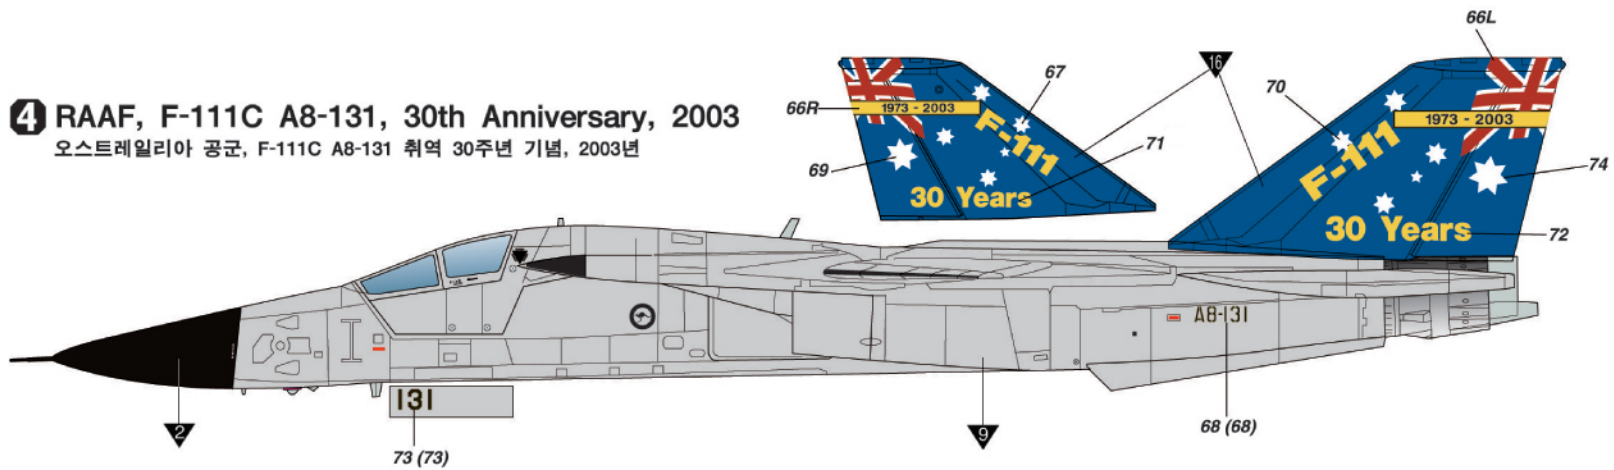 4 RAAF, F-111C A8-131, 30th Anniversary, 2003
오스트레일리아 공군, F-111C A8-131 취역 30주년 기념, 2003년
66L
16
67
70
66R
1973 - 2003
1973 - 2003
F-111
F-111
71
69
74
30 Years
30 Years
72
A8-131
131
2
9
68 (68)
73 (73)